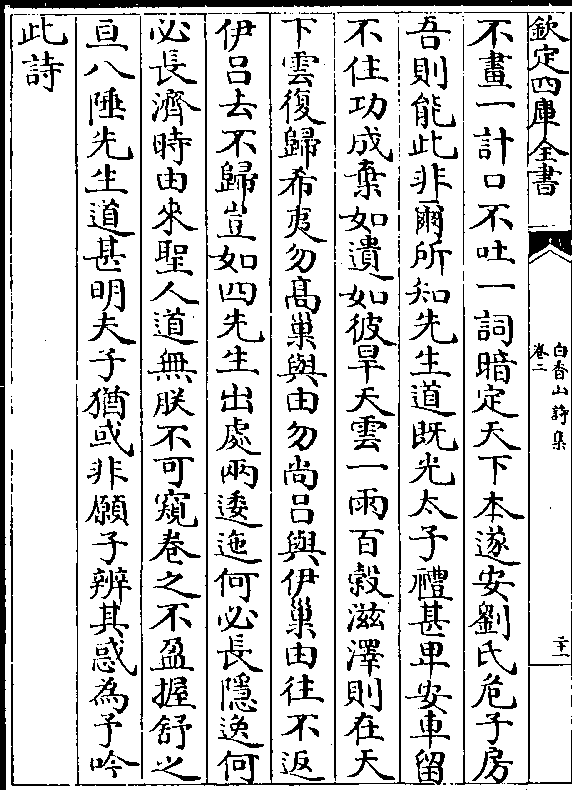 欽定四庫全書
白香山詩集
卷二
二十一
不畫一計口不吐一詞暗定天下本遂安劉氏危子房
吾則能此非爾所知先生道既光太子禮甚卑安車留
不住功成棄如遺如彼旱天雲一雨百穀滋澤則在天
下雲復歸希夷勿高巢與由勿尚呂與伊巢由往不返
伊呂去不歸豈如四先生出處兩逶迤何必長隱逸何
必長濟時由來聖人道無朕不可窺卷之不盈握舒之
亘八陲先生道甚明夫子猶或非願子辨其惑為予吟
此詩